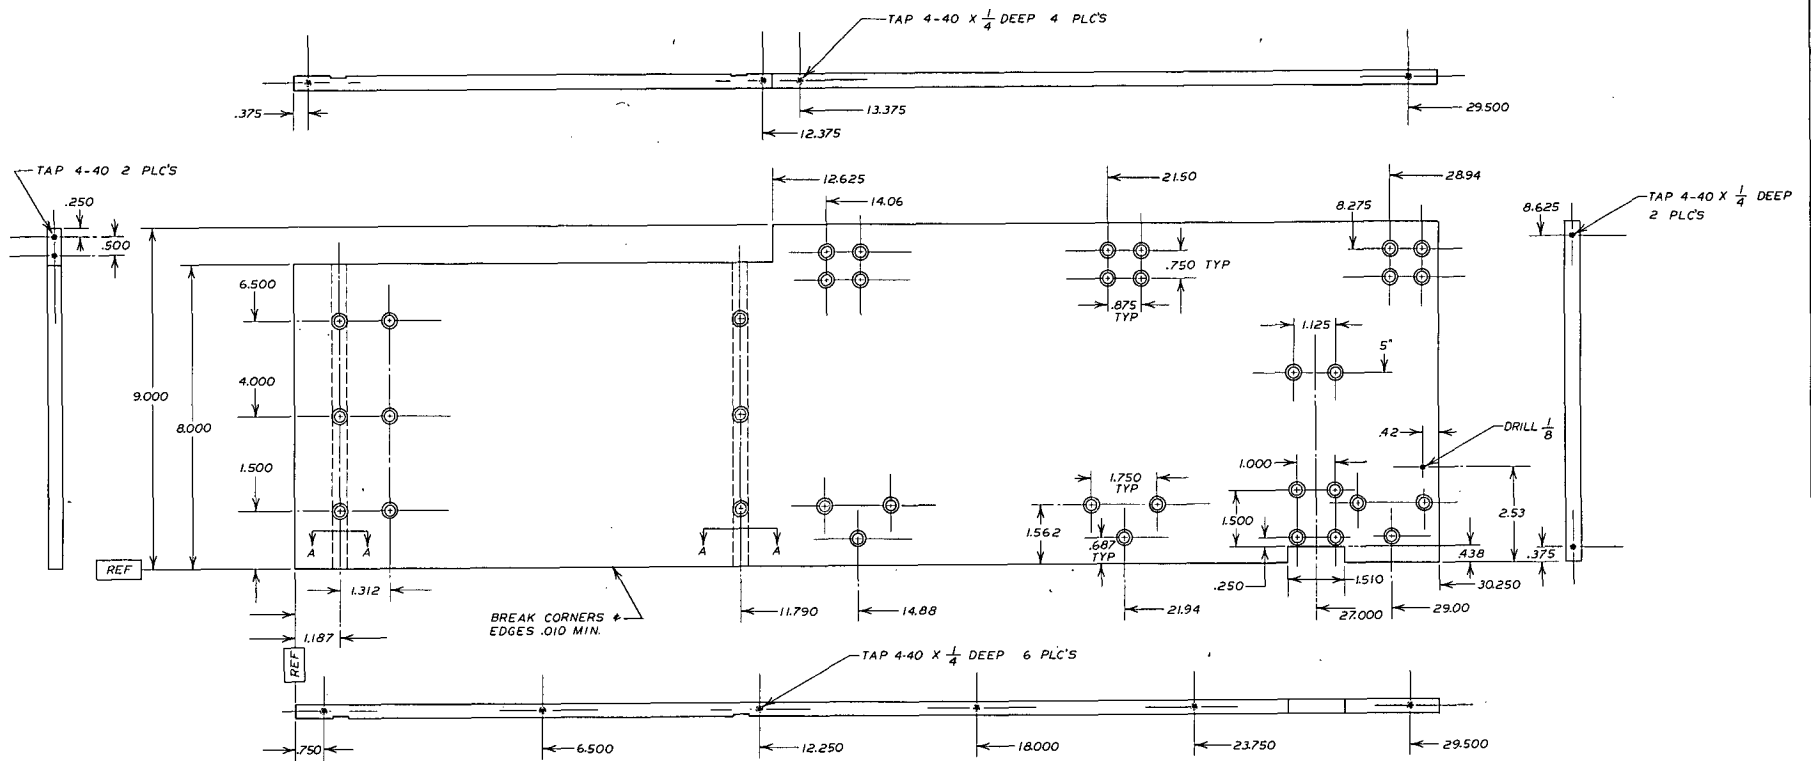 TAP 4-40 X 1/4 DEEP 4 PLC'S
.375
13.375
12.375
29.500
TAP 4-40 2 PLC'S
.250
.500
12.625
14.06
21.50
28.94
8.275
8.625
TAP 4-40 X 1/4 DEEP
2 PLC'S
.750 TYP
.875
TYP
6.500
9.000
8.000
4.000
1.500
1.125
5"
.42
DRILL 1/8
1.000
1.750
TYP
1.500
2.53
1.562
.687
TYP
.438
.375
A A
A A
REF
.250
1.510
30.250
1.312
11.790
14.88
21.94
27.000
29.00
BREAK CORNERS &
EDGES .010 MIN.
1.187
REF
TAP 4-40 X 1/4 DEEP 6 PLC'S
.750
6.500
12.250
18.000
23.750
29.500